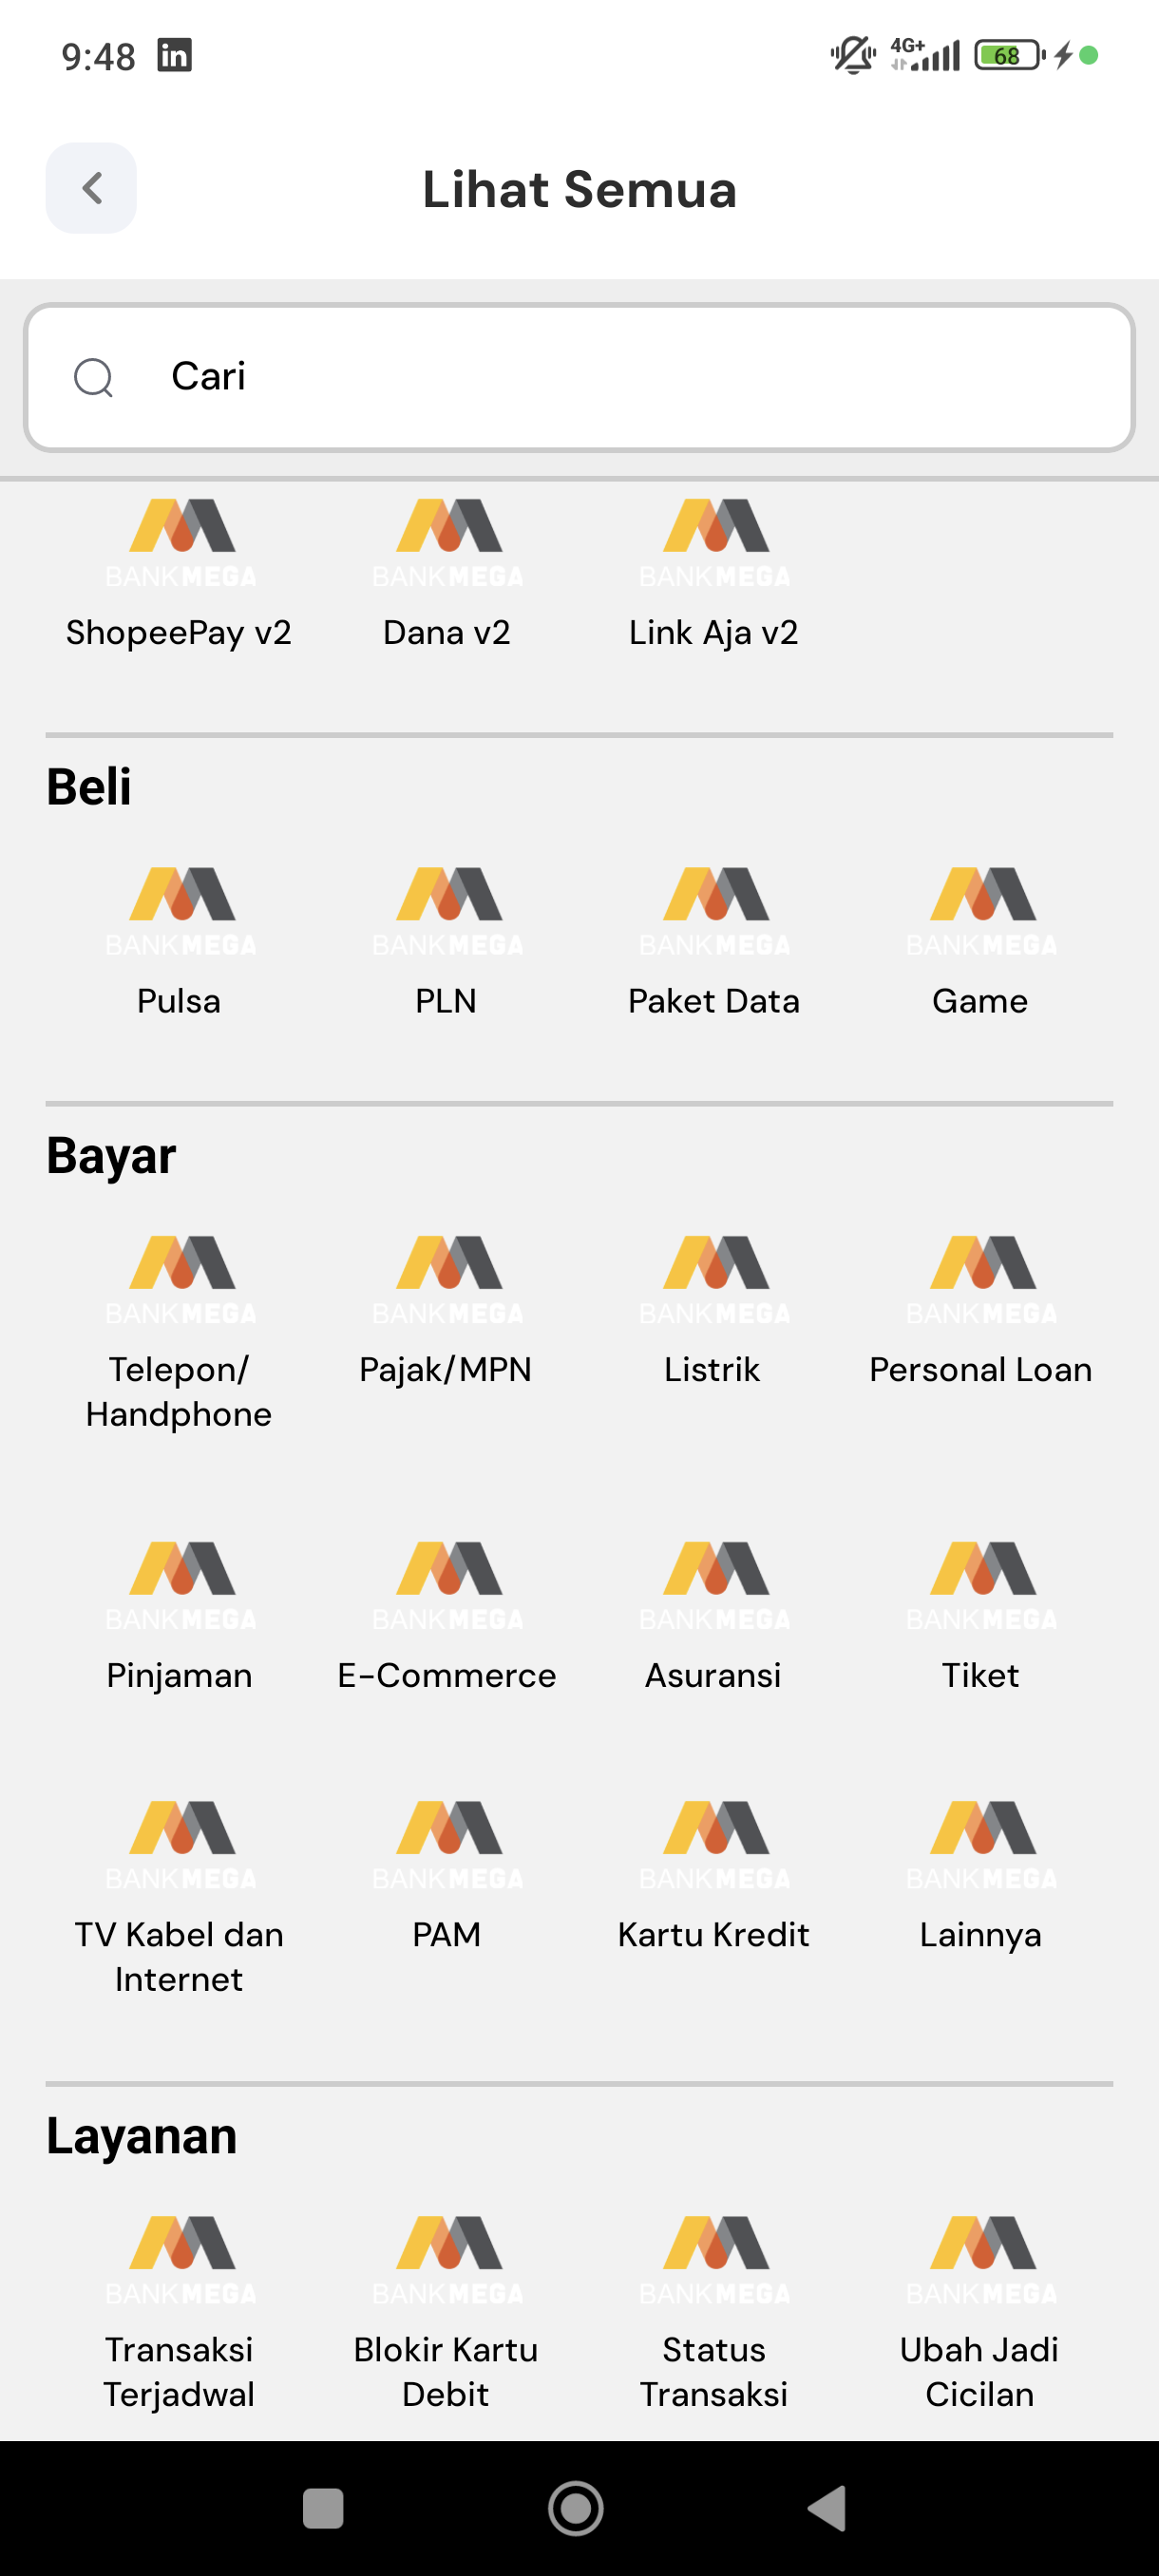 9:48
4G+
68
Lihat Semua
Cari
BANKMEGA BANKMEGA BANKMEGA
ShopeePay v2 Dana v2 Link Aja v2
Beli
BANKMEGA BANKMEGA BANKMEGA BANKMEGA
Pulsa PLN Paket Data Game
Bayar
BANKMEGA BANKMEGA BANKMEGA BANKMEGA
Telepon/ Pajak/MPN Listrik Personal Loan
Handphone
BANKMEGA BANKMEGA BANKMEGA BANKMEGA
Pinjaman E-Commerce Asuransi Tiket
BANKMEGA BANKMEGA BANKMEGA BANKMEGA
TV Kabel dan PAM Kartu Kredit Lainnya
Internet
Layanan
BANKMEGA BANKMEGA BANKMEGA BANKMEGA
Transaksi Blokir Kartu Status Ubah Jadi
Terjadwal Debit Transaksi Cicilan